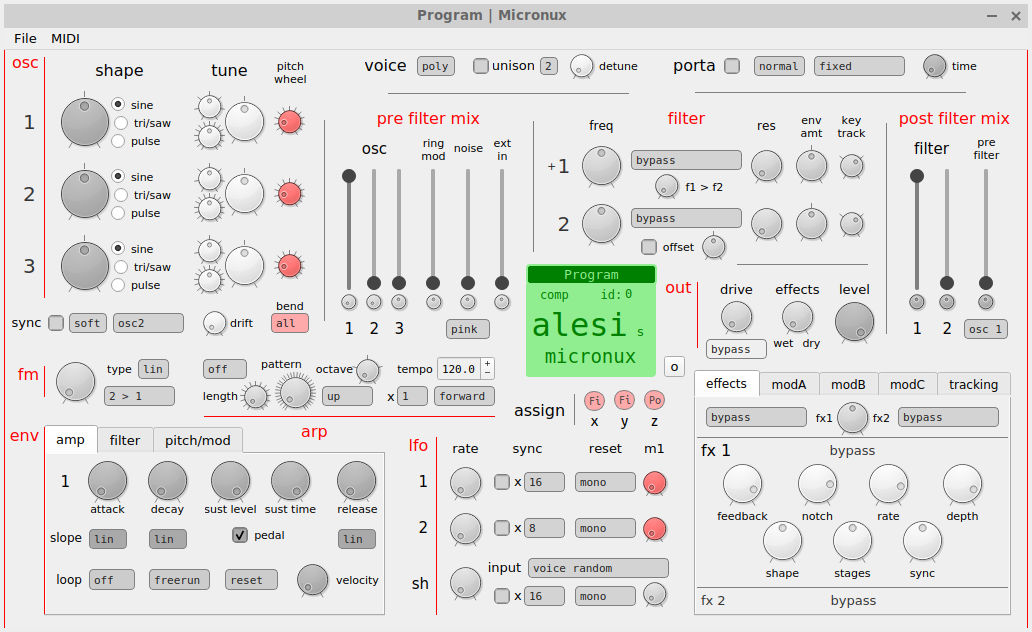 Program | Micronux
File MIDI
osc shape tune pitch wheel
1 sine tri/saw pulse
2 sine tri/saw pulse
3 sine tri/saw pulse
sync soft osc2 drift bend all
voice poly unison 2 detune
porta normal fixed time
pre filter mix
osc ring mod noise ext in
1 2 3 pink
filter
freq res env amt key track
+ 1 bypass
f1 > f2
2 bypass
offset
post filter mix
filter pre filter
1 2 osc 1
Program
comp id: 0
alesi s
micronux
o
out drive effects level
bypass wet dry
fm type lin
2 > 1
off pattern octave tempo 120.0 + −
length up x 1 forward
arp
assign Fi Fi Po
x y z
env amp filter pitch/mod
1 attack decay sust level sust time release
slope lin lin pedal lin
loop off freerun reset velocity
lfo rate sync reset m1
1 x 16 mono
2 x 8 mono
sh input voice random
x 16 mono
effects modA modB modC tracking
bypass fx1 fx2 bypass
fx 1 bypass
feedback notch rate depth
shape stages sync
fx 2 bypass